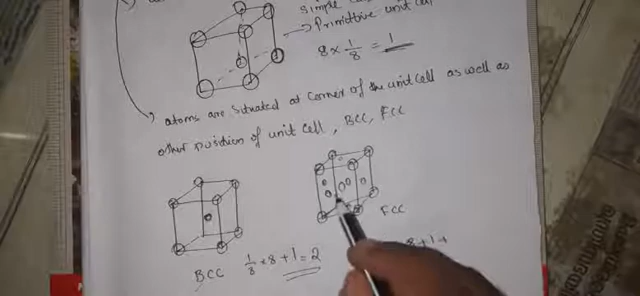 simple
→ Primitive unit cell
8 × 1/8 = 1
atoms are situated at corner of the unit cell as well as
other position of unit cell, BCC, FCC
FCC
BCC 1/8 × 8 + 1 = 2